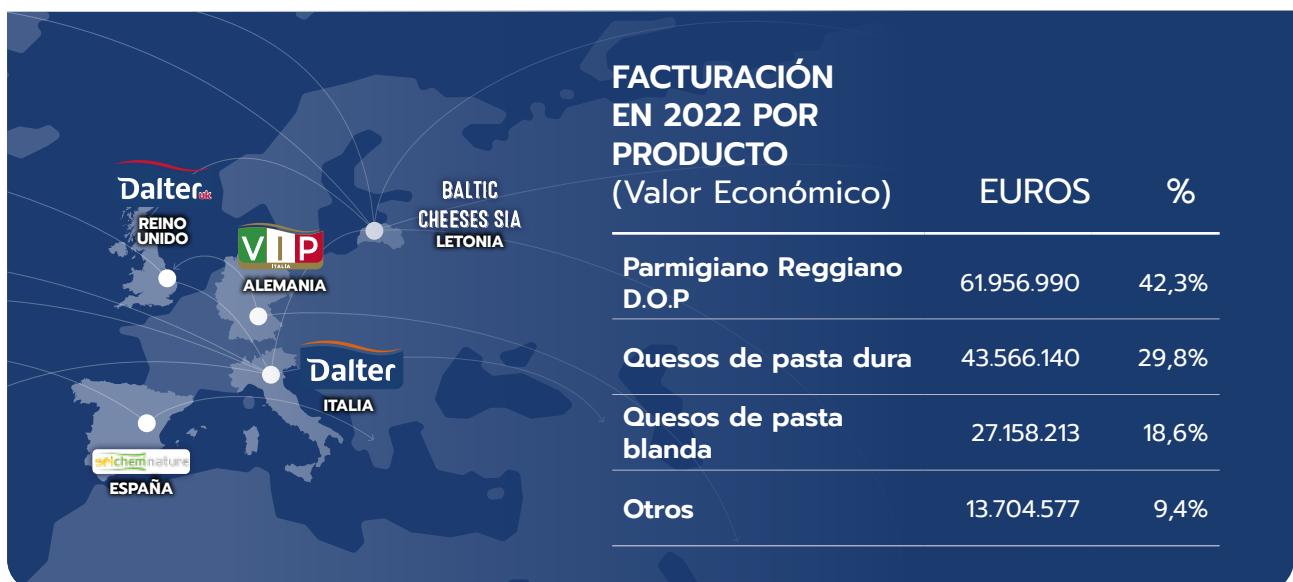 Dalter uk
REINO
UNIDO
VIP
ITALIA
ALEMANIA
BALTIC
CHEESES SIA
LETONIA
Dalter
ITALIA
nature
ESPAÑA
FACTURACIÓN
EN 2022 POR
PRODUCTO
(Valor Económico) EUROS %
Parmigiano Reggiano
D.O.P 61.956.990 42,3%
Quesos de pasta dura 43.566.140 29,8%
Quesos de pasta
blanda 27.158.213 18,6%
Otros 13.704.577 9,4%